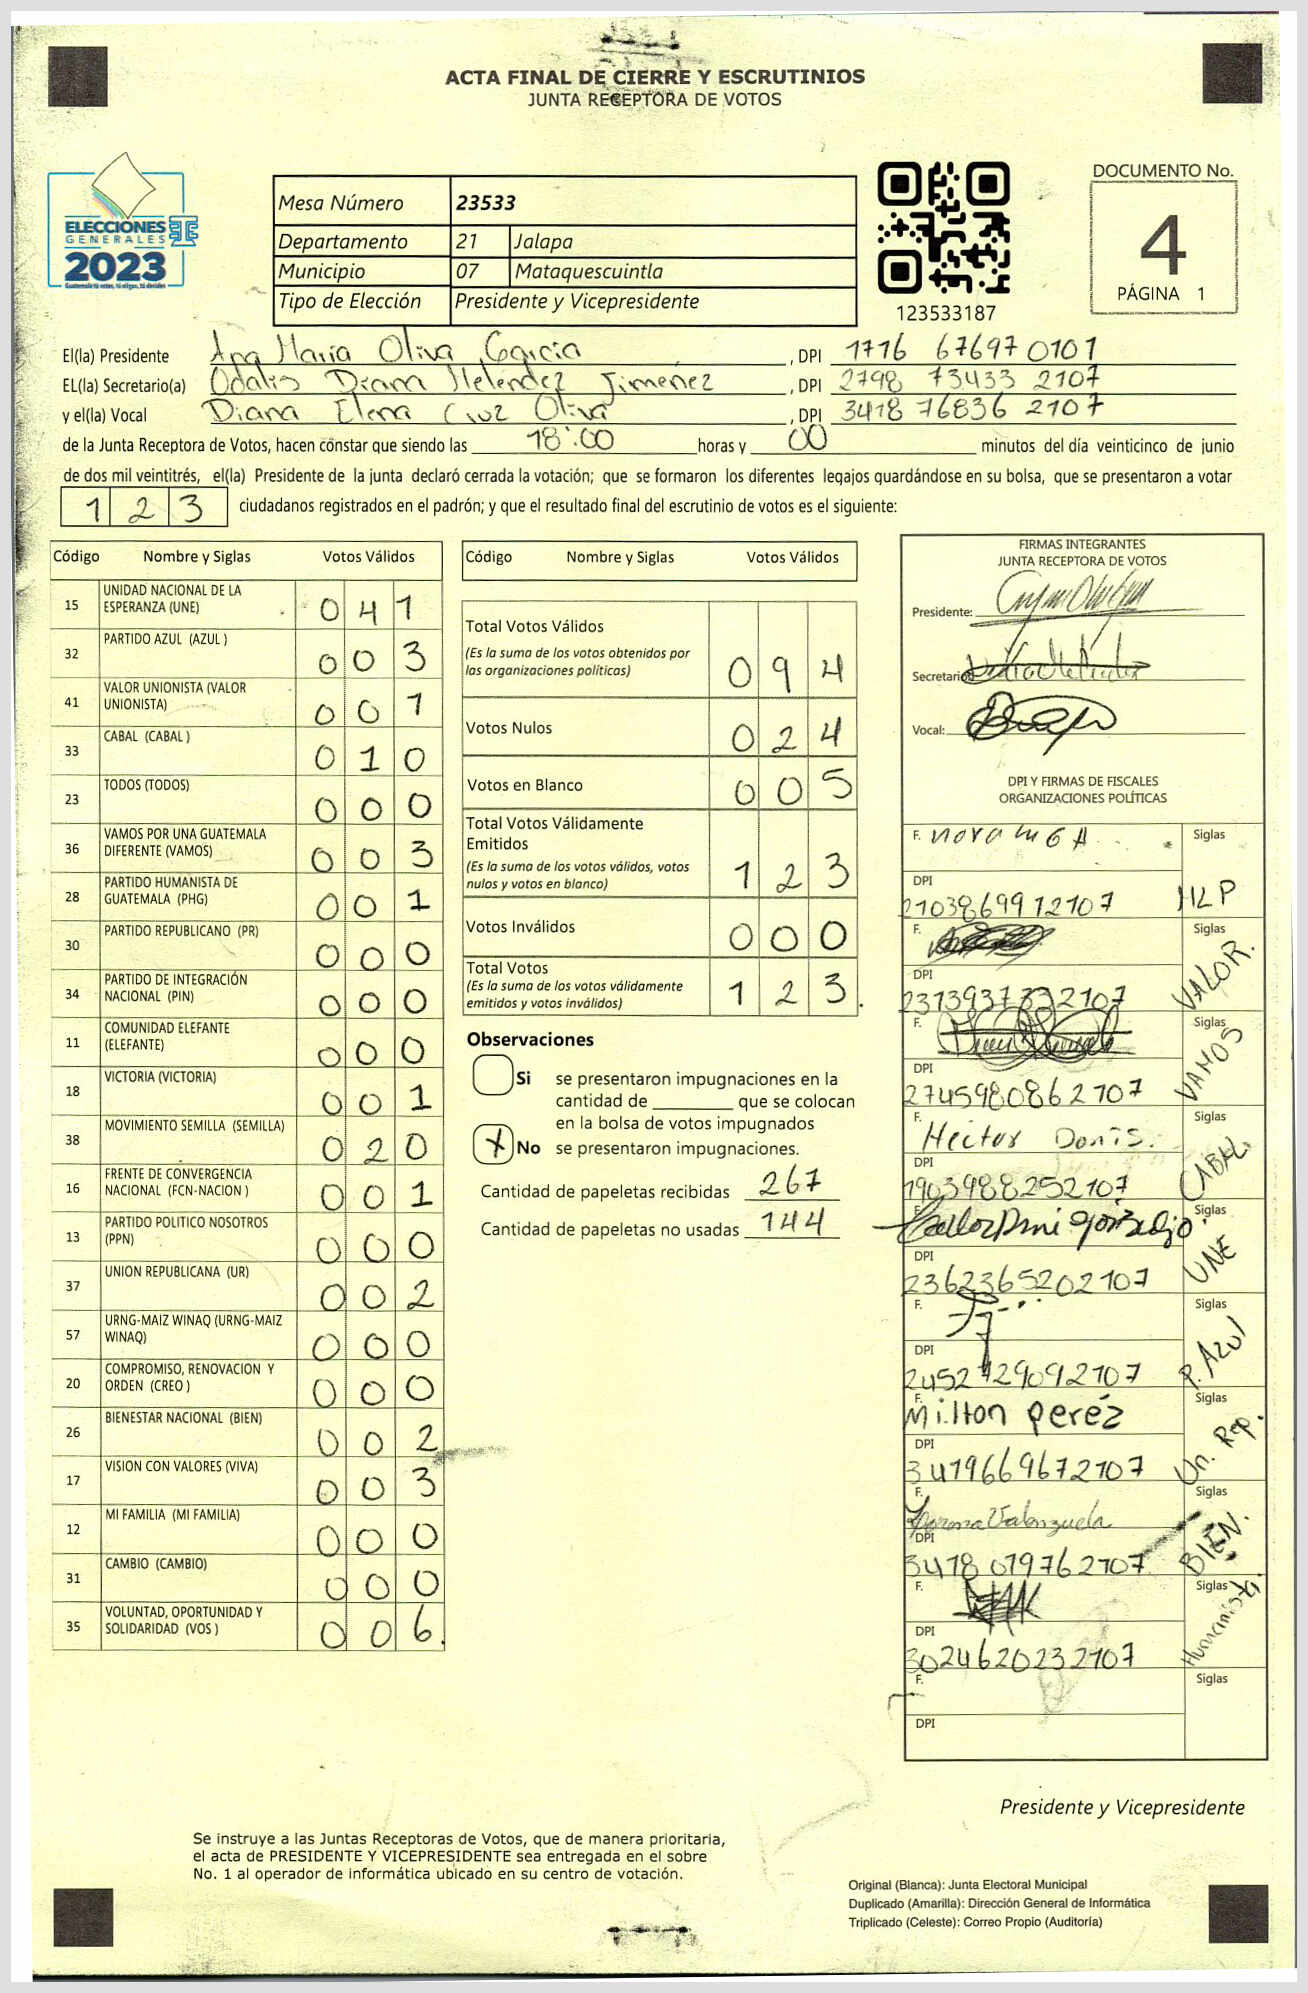 ACTA FINAL DE CIERRE Y ESCRUTINIOS
JUNTA RECEPTORA DE VOTOS
ELECCIONES
GENERALES
2023
Guatemala tú votas, tú eliges, tú decides
Mesa Número 23533
Departamento 21 Jalapa
Municipio 07 Mataquescuintla
Tipo de Elección Presidente y Vicepresidente
123533187
DOCUMENTO No.
4
PÁGINA 1
El(la) Presidente Ana María Oliva García , DPI 1776 67697 0101
EL(la) Secretario(a) Odalis Diana Meléndez Jimenez , DPI 2798 73433 2107
y el(la) Vocal Diana Elena Cruz Oliva , DPI 3418 76836 2107
de la Junta Receptora de Votos, hacen constar que siendo las 18:00 horas y 00 minutos del día veinticinco de junio
de dos mil veintitrés, el(la) Presidente de la junta declaró cerrada la votación; que se formaron los diferentes legajos guardándose en su bolsa, que se presentaron a votar
1 2 3 ciudadanos registrados en el padrón; y que el resultado final del escrutinio de votos es el siguiente:
Código Nombre y Siglas Votos Válidos
15 UNIDAD NACIONAL DE LA
ESPERANZA (UNE) 0 4 1
32 PARTIDO AZUL (AZUL ) 0 0 3
41 VALOR UNIONISTA (VALOR
UNIONISTA) 0 0 1
33 CABAL (CABAL ) 0 1 0
23 TODOS (TODOS) 0 0 0
36 VAMOS POR UNA GUATEMALA
DIFERENTE (VAMOS) 0 0 3
28 PARTIDO HUMANISTA DE
GUATEMALA (PHG) 0 0 1
30 PARTIDO REPUBLICANO (PR) 0 0 0
34 PARTIDO DE INTEGRACIÓN
NACIONAL (PIN) 0 0 0
11 COMUNIDAD ELEFANTE
(ELEFANTE) 0 0 0
18 VICTORIA (VICTORIA) 0 0 1
38 MOVIMIENTO SEMILLA (SEMILLA) 0 2 0
16 FRENTE DE CONVERGENCIA
NACIONAL (FCN-NACION ) 0 0 1
13 PARTIDO POLITICO NOSOTROS
(PPN) 0 0 0
37 UNION REPUBLICANA (UR) 0 0 2
57 URNG-MAIZ WINAQ (URNG-MAIZ
WINAQ) 0 0 0
20 COMPROMISO, RENOVACION Y
ORDEN (CREO ) 0 0 0
26 BIENESTAR NACIONAL (BIEN) 0 0 2
17 VISION CON VALORES (VIVA) 0 0 3
12 MI FAMILIA (MI FAMILIA) 0 0 0
31 CAMBIO (CAMBIO) 0 0 0
35 VOLUNTAD, OPORTUNIDAD Y
SOLIDARIDAD (VOS ) 0 0 6.
Código Nombre y Siglas Votos Válidos
Total Votos Válidos
(Es la suma de los votos obtenidos por
las organizaciones políticas) 0 9 4
Votos Nulos 0 2 4
Votos en Blanco 0 0 5
Total Votos Válidamente
Emitidos
(Es la suma de los votos válidos, votos
nulos y votos en blanco) 1 2 3
Votos Inválidos 0 0 0
Total Votos
(Es la suma de los votos válidamente
emitidos y votos inválidos) 1 2 3.
Observaciones
Si se presentaron impugnaciones en la
cantidad de ________ que se colocan
en la bolsa de votos impugnados
X No se presentaron impugnaciones.
Cantidad de papeletas recibidas 267
Cantidad de papeletas no usadas 144
FIRMAS INTEGRANTES
JUNTA RECEPTORA DE VOTOS
Presidente:
Secretario
Vocal:
DPI Y FIRMAS DE FISCALES
ORGANIZACIONES POLÍTICAS
F. Siglas
DPI
2103869912107 MLP
F. Siglas
DPI
2373937332107 VALOR.
F. Siglas
DPI
2745980862107 VAMOS
F. Hector Donis. Siglas
DPI
1903988252107 CABAL
F. Siglas
DPI
2362365202107 UNE
F. Siglas
DPI
2452729092107 P. AZUl
F. Milton perez Siglas
DPI
3419669672107 Un. Rep.
F. Lorena Valenzuela Siglas
DPI
3418019762107 BIEN.
F. Siglas
DPI
3024620232107 Humanista.
F. Siglas
DPI
Presidente y Vicepresidente
Se instruye a las Juntas Receptoras de Votos, que de manera prioritaria,
el acta de PRESIDENTE Y VICEPRESIDENTE sea entregada en el sobre
No. 1 al operador de informática ubicado en su centro de votación.
Original (Blanca): Junta Electoral Municipal
Duplicado (Amarilla): Dirección General de Informática
Triplicado (Celeste): Correo Propio (Auditoría)